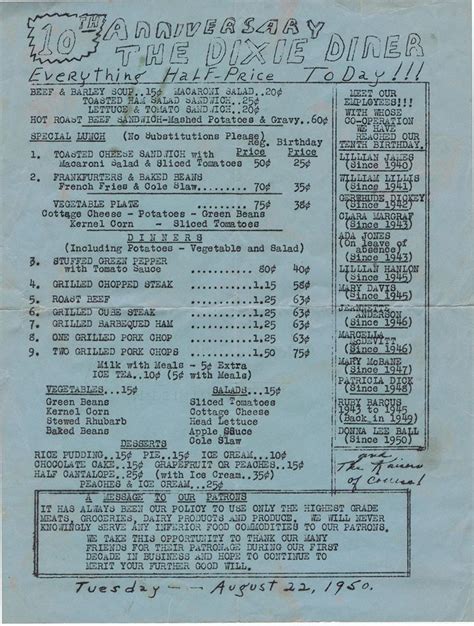 10TH ANNIVERSARY
THE DIXIE DINER
Everything Half-Price ToDay!!!
BEEF & BARLEY SOUP..15¢ MACARONI SALAD..20¢
TOASTED HAM SALAD SANDWICH..25¢
LETTUCE & TOMATO SANDWICH..20¢
HOT ROAST BEEF SANDWICH-Mashed Potatoes & Gravy..60¢
SPECIAL LUNCH (No Substitutions Please)
Reg. Birthday
1. TOASTED CHEESE SANDWICH with Price Price
Macaroni Salad & Sliced Tomatoes 50¢ 25¢
2. FRANKFURTERS & BAKED BEANS
French Fries & Cole Slaw.......... 70¢ 35¢
VEGETABLE PLATE ......... 75¢ 38¢
Cottage Cheese - Potatoes - Green Beans
Kernel Corn - Sliced Tomatoes
DINNERS
(Including Potatoes - Vegetable and Salad)
3. STUFFED GREEN PEPPER
with Tomato Sauce .......... 80¢ 40¢
4. GRILLED CHOPPED STEAK ..........1.15 58¢
5. ROAST BEEF ..........1.25 63¢
6. GRILLED CUBE STEAK ..........1.25 63¢
7. GRILLED BARBEQUED HAM ..........1.25 63¢
8. ONE GRILLED PORK CHOP ..........1.25 63¢
9. TWO GRILLED PORK CHOPS ..........1.50 75¢
Milk with Meals - 5¢ Extra
ICE TEA..10¢ (5¢ with Meals)
VEGETABLES...15¢ SALADS...15¢
Green Beans Sliced Tomatoes
Kernel Corn Cottage Cheese
Stewed Rhubarb Head Lettuce
Baked Beans Apple Sauce
Cole Slaw
DESSERTS
RICE PUDDING..15¢ PIE..15¢ ICE CREAM..10¢
CHOCOLATE CAKE..15¢ GRAPEFRUIT OR PEACHES..15¢
HALF CANTALOUPE..25¢ (with Ice Cream..35¢)
PEACHES & ICE CREAM...25¢
MEET OUR
EMPLOYEES!!!
WITH WHOSE
CO-OPERATION
WE HAVE
REACHED OUR
TENTH BIRTHDAY.
LILLIAN JAMES
(Since 1940)
WILLIAM LILLIS
(Since 1941)
GERTRUDE DICKEY
(Since 1942)
CLARA MARGRAF
(Since 1943)
ADA JONES
(On leave of
absence)
(Since 1943)
LILLIAN HANLON
(Since 1945)
MARY DAVIS
(Since 1945)
JEANNETTE
ANDERSON
(Since 1946)
MARCELLA
McDEVITT
(Since 1946)
MARY McBANE
(Since 1947)
PATRICIA DICK
(Since 1948)
RUBY BARCUS
1943 to 1945
(Back in 1949)
DONNA LEE BALL
(Since 1950)
and
The Kaisers
of Course!
A MESSAGE TO OUR PATRONS
IT HAS ALWAYS BEEN OUR POLICY TO USE ONLY THE HIGHEST GRADE
MEATS, GROCERIES, DAIRY PRODUCTS AND PRODUCE. WE WILL NEVER
KNOWINGLY SERVE ANY INFERIOR FOOD COMMODITIES TO OUR PATRONS.
WE TAKE THIS OPPORTUNITY TO THANK OUR MANY
FRIENDS FOR THEIR PATRONAGE DURING OUR FIRST
DECADE IN BUSINESS AND HOPE TO CONTINUE TO
MERIT YOUR FURTHER GOOD WILL.
Tuesday -- August 22, 1950.